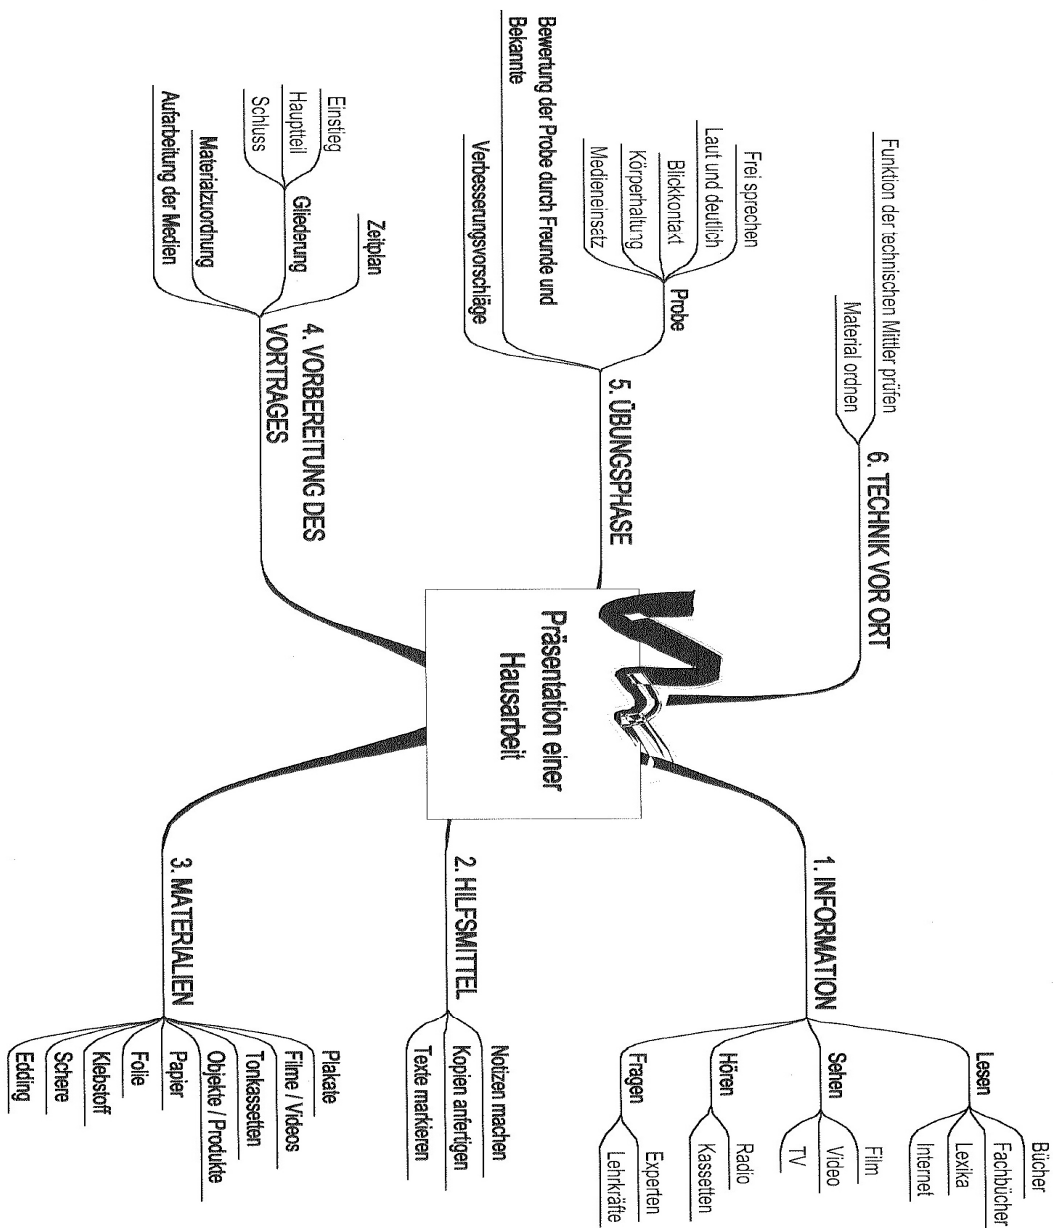 Präsentation einer
Hausarbeit
1. INFORMATION
Lesen
Bücher
Fachbücher
Lexika
Internet
Sehen
Film
Video
TV
Hören
Radio
Kassetten
Fragen
Experten
Lehrkräfte
2. HILFSMITTEL
Notizen machen
Kopien anfertigen
Texte markieren
3. MATERIALIEN
Plakate
Filme / Videos
Tonkassetten
Objekte / Produkte
Papier
Folie
Klebstoff
Schere
Edding
4. VORBEREITUNG DES
VORTRAGES
Zeitplan
Gliederung
Einstieg
Hauptteil
Schluss
Materialzuordnung
Aufarbeitung der Medien
5. ÜBUNGSPHASE
Probe
Frei sprechen
Laut und deutlich
Blickkontakt
Körperhaltung
Medieneinsatz
Bewertung der Probe durch Freunde und
Bekannte
Verbesserungsvorschläge
6. TECHNIK VOR ORT
Funktion der technischen Mittler prüfen
Material ordnen